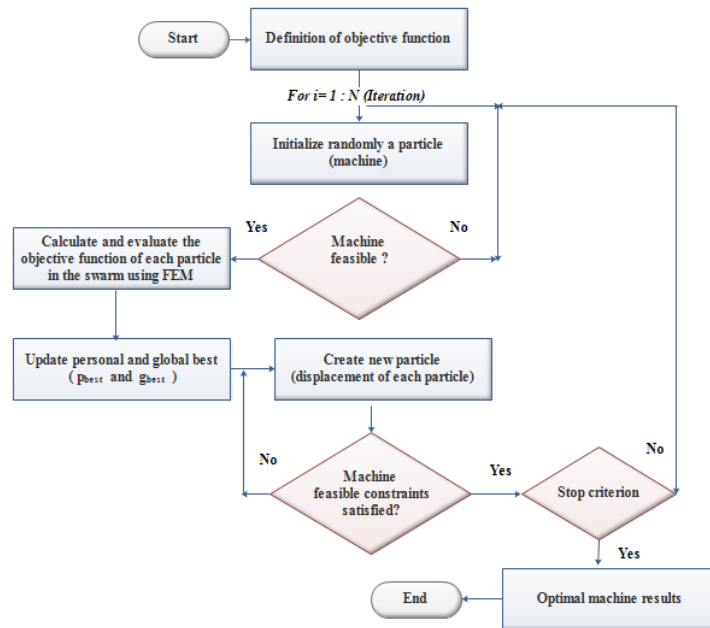 Start
Definition of objective function
For i= 1 : N (Iteration)
Initialize randomly a particle
(machine)
Yes
Machine
feasible ?
No
Calculate and evaluate the
objective function of each particle
in the swarm using FEM
Update personal and global best
( pbest and gbest )
Create new particle
(displacement of each particle)
No
Machine
feasible constraints
satisfied?
Yes
Stop criterion
No
Yes
Optimal machine results
End